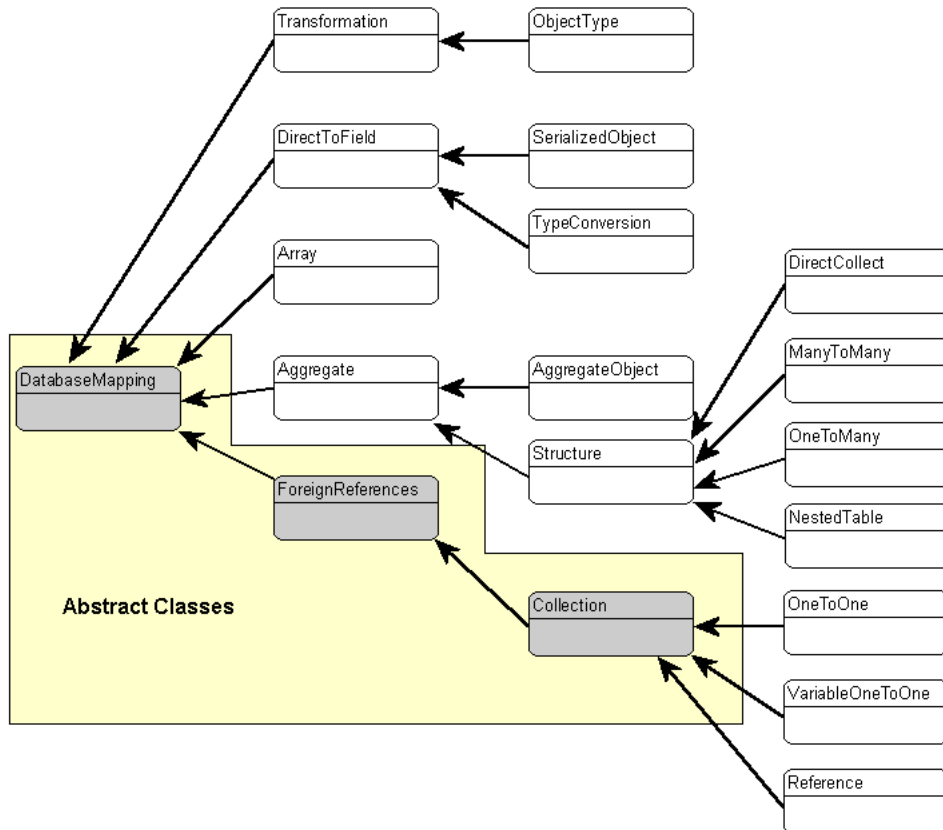 Transformation
ObjectType
DirectToField
SerializedObject
TypeConversion
Array
DirectCollect
DatabaseMapping
Aggregate
AggregateObject
ManyToMany
Structure
OneToMany
ForeignReferences
NestedTable
Abstract Classes
Collection
OneToOne
VariableOneToOne
Reference